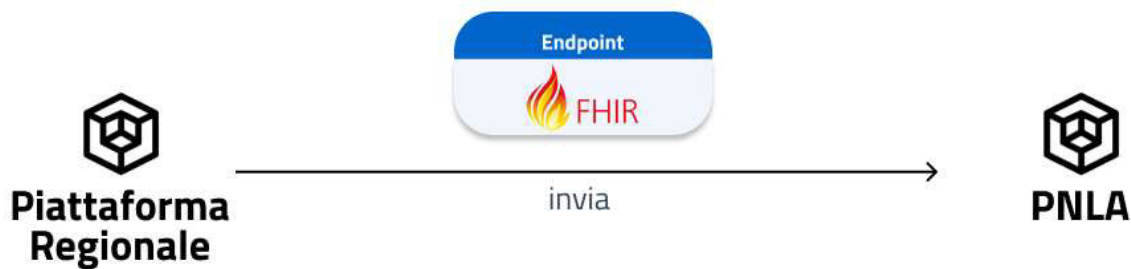 Endpoint
FHIR
invia
Piattaforma
Regionale
PNLA